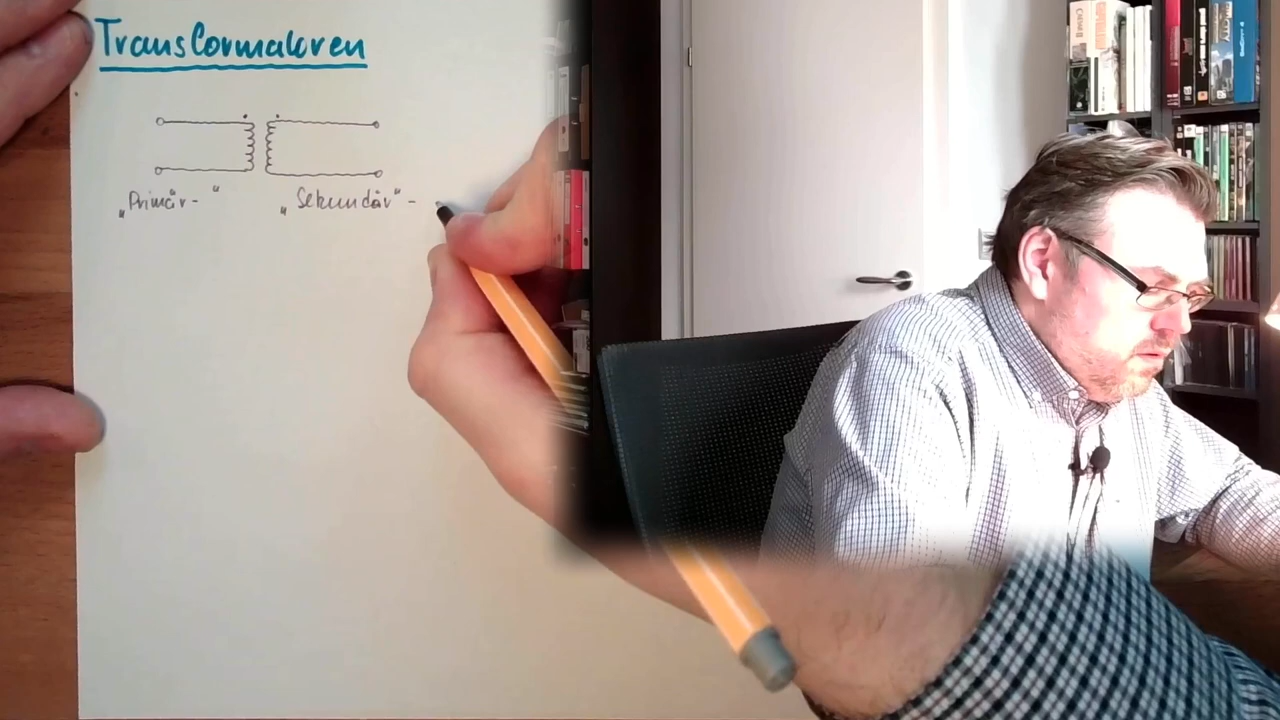 Transformatoren
„Primär- “ „Sekundär“ -